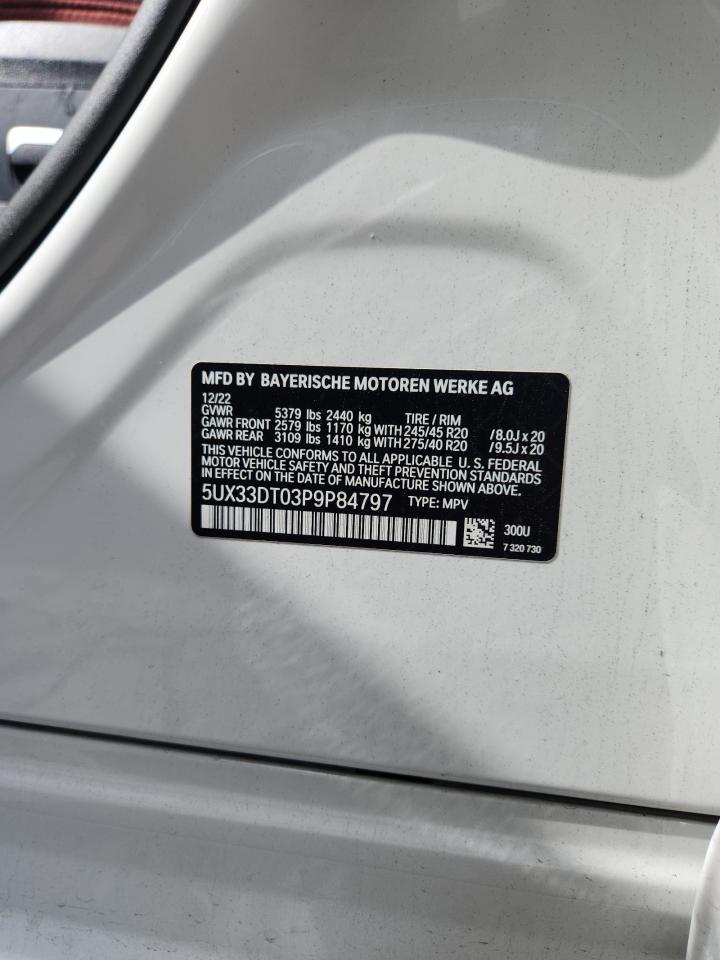 MFD BY BAYERISCHE MOTOREN WERKE AG
12/22
GVWR 5379 lbs 2440 kg TIRE / RIM
GAWR FRONT 2579 lbs 1170 kg WITH 245/45 R20 /8.0J x 20
GAWR REAR 3109 lbs 1410 kg WITH 275/40 R20 /9.5J x 20
THIS VEHICLE CONFORMS TO ALL APPLICABLE U.S. FEDERAL
MOTOR VEHICLE SAFETY AND THEFT PREVENTION STANDARDS
IN EFFECT ON THE DATE OF MANUFACTURE SHOWN ABOVE.
5UX33DT03P9P84797 TYPE: MPV
300U
7 320 730